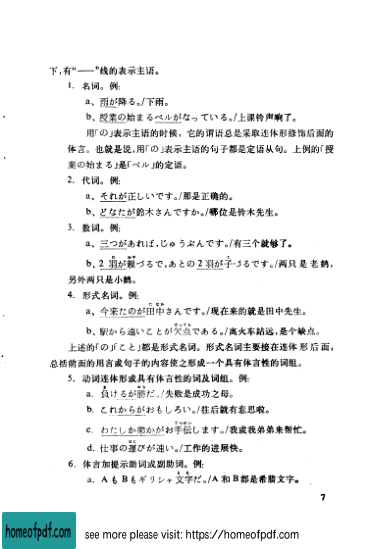 下,有“——”线的表示主语。
1. 名词。例:
a、雨が降る。/下雨。
b、授業の始まるベルがなっている。/上课铃声响了。
用「の」表示主语的时候,它的谓语总是采取连体形修饰后面的
体言。也就是说,用「の」表示主语的句子都是定语从句。上例的「授
業の始まる」是「ベル」的定语。
2. 代词。例:
a、それが正しいです。/那是正确的。
b、どなたが鈴木さんですか。/哪位是铃木先生。
3. 数词。例:
a、三つがあれば,じゅうぶんです。/有三个就够了。
b、2羽が親づるで,あとの2羽が子づるです。/两只是老鹤,
另外两只是小鹤。
4. 形式名词。例:
a、今来たのが田中さんです。/现在来的就是田中先生。
b、駅から遠いことが欠点である。/离火车站远,是个缺点。
上述的「の」「こと」都是形式名词。形式名词主要接在连体形后面,
总括前面的用言或句子的内容使之形成一个具有体言性的词组。
5. 动词连体形或具有体言性的词及词组。例:
a. 負けるが勝だ。/失败是成功之母。
b. これからがおもしろい。/往后就有意思啦。
c. わたしか弟かがお手伝します。/我或我弟弟来帮忙。
d. 仕事の運びが速い。/工作的进展快。
6. 体言加提示助词或副助词。例:
a. AもBもギリシャ文字だ。/A和B都是希腊文字。
7
homeofpdf.com
see more please visit: https://homeofpdf.com